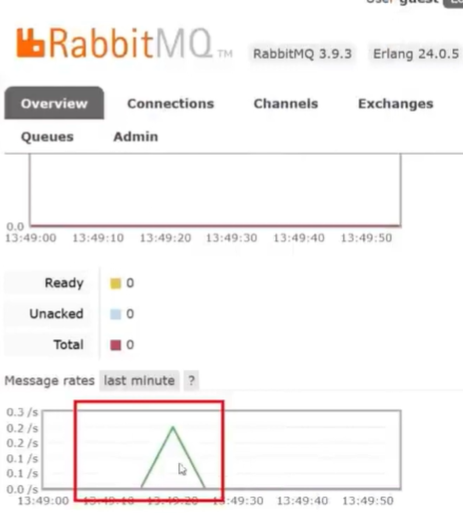 User guest
RabbitMQ TM RabbitMQ 3.9.3 Erlang 24.0.5
Overview Connections Channels Exchanges
Queues Admin
0.0
13:49:00 13:49:10 13:49:20 13:49:30 13:49:40 13:49:50
Ready 0
Unacked 0
Total 0
Message rates last minute ?
0.3 /s
0.2 /s
0.2 /s
0.1 /s
0.1 /s
0.0 /s
13:49:00 13:49:10 13:49:20 13:49:30 13:49:40 13:49:50